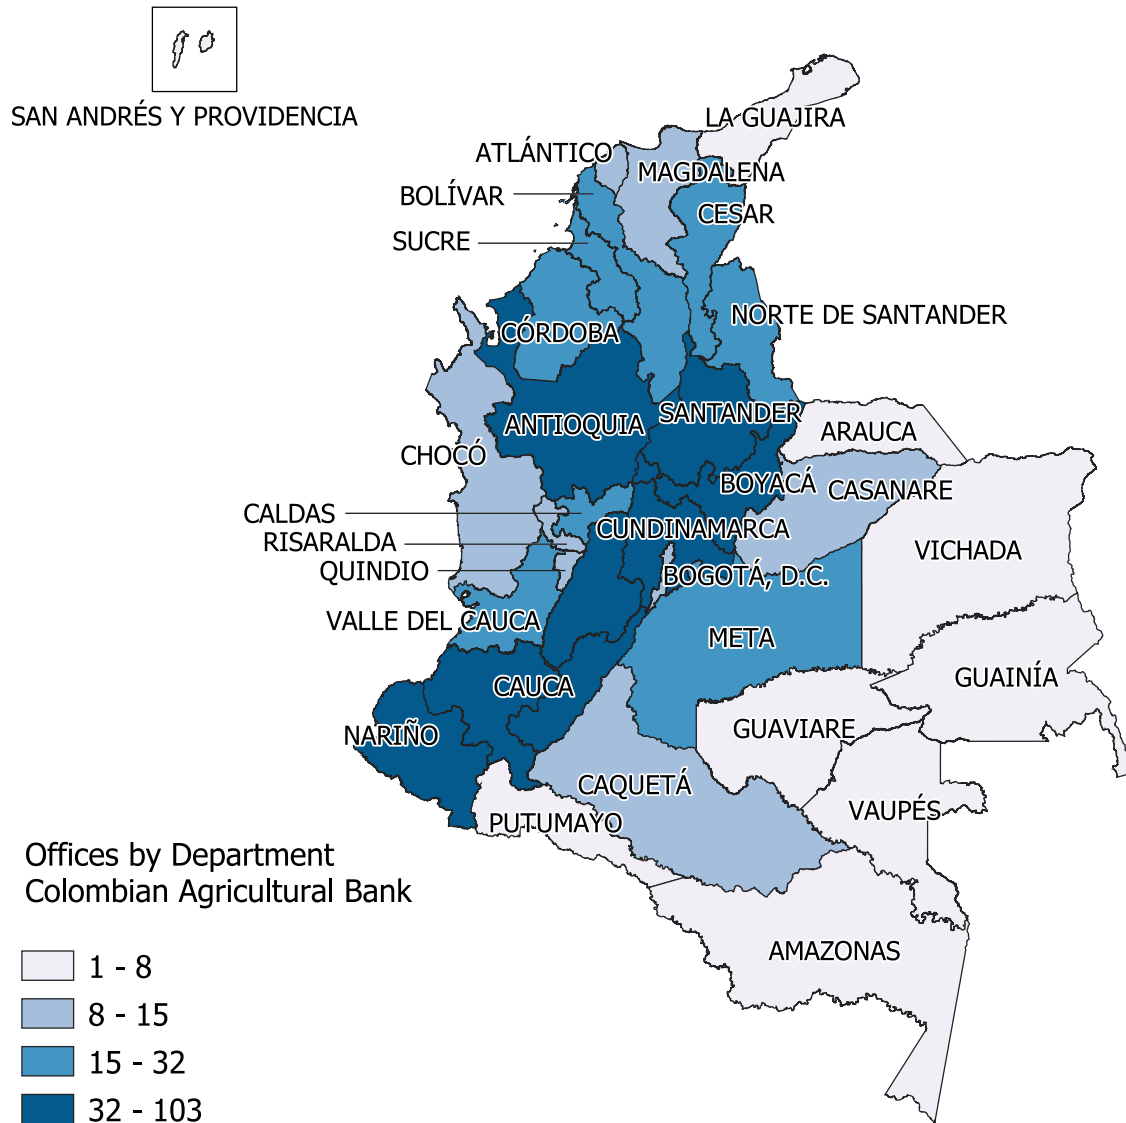 SAN ANDRÉS Y PROVIDENCIA
LA GUAJIRA
ATLÁNTICO
MAGDALENA
BOLÍVAR
CESAR
SUCRE
NORTE DE SANTANDER
CÓRDOBA
SANTANDER
ANTIOQUIA
ARAUCA
CHOCÓ
BOYACÁ
CASANARE
CALDAS
CUNDINAMARCA
RISARALDA
VICHADA
QUINDIO
BOGOTÁ, D.C.
VALLE DEL CAUCA
META
GUAINÍA
CAUCA
GUAVIARE
NARIÑO
CAQUETÁ
VAUPÉS
PUTUMAYO
AMAZONAS
Offices by Department
Colombian Agricultural Bank
1 - 8
8 - 15
15 - 32
32 - 103